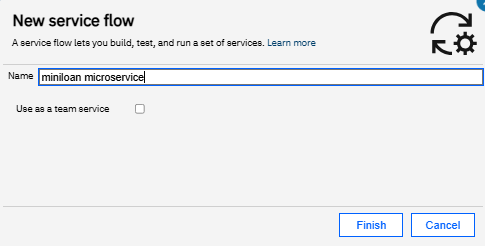 New service flow
A service flow lets you build, test, and run a set of services. Learn more
Name miniloan microservice
Use as a team service
Finish Cancel